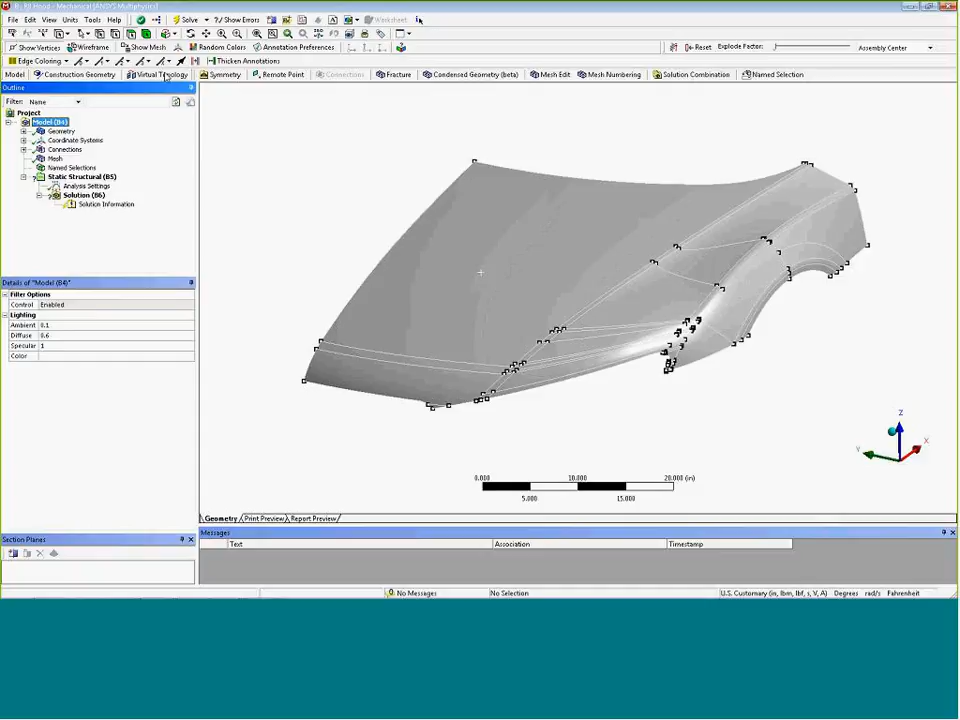 B: PJI Hood - Mechanical [ANSYS Multiphysics]
File Edit View Units Tools Help Solve ?/ Show Errors Worksheet
Show Vertices Wireframe Show Mesh Random Colors Annotation Preferences Reset Explode Factor: Assembly Center
Edge Coloring Thicken Annotations
Model Construction Geometry Virtual Topology Symmetry Remote Point Connections Fracture Condensed Geometry (beta) Mesh Edit Mesh Numbering Solution Combination Named Selection
Outline
Filter: Name
Project
Model (B4)
Geometry
Coordinate Systems
Connections
Mesh
Named Selections
Static Structural (B5)
Analysis Settings
Solution (B6)
Solution Information
Details of "Model (B4)"
Filter Options
Control Enabled
Lighting
Ambient 0.1
Diffuse 0.6
Specular 1
Color
Z
X
Y
0.000 10.000 20.000 (in)
5.000 15.000
Geometry Print Preview Report Preview
Section Planes
Messages
Text Association Timestamp
No Messages No Selection U.S. Customary (in, lbm, lbf, s, V, A) Degrees rad/s Fahrenheit